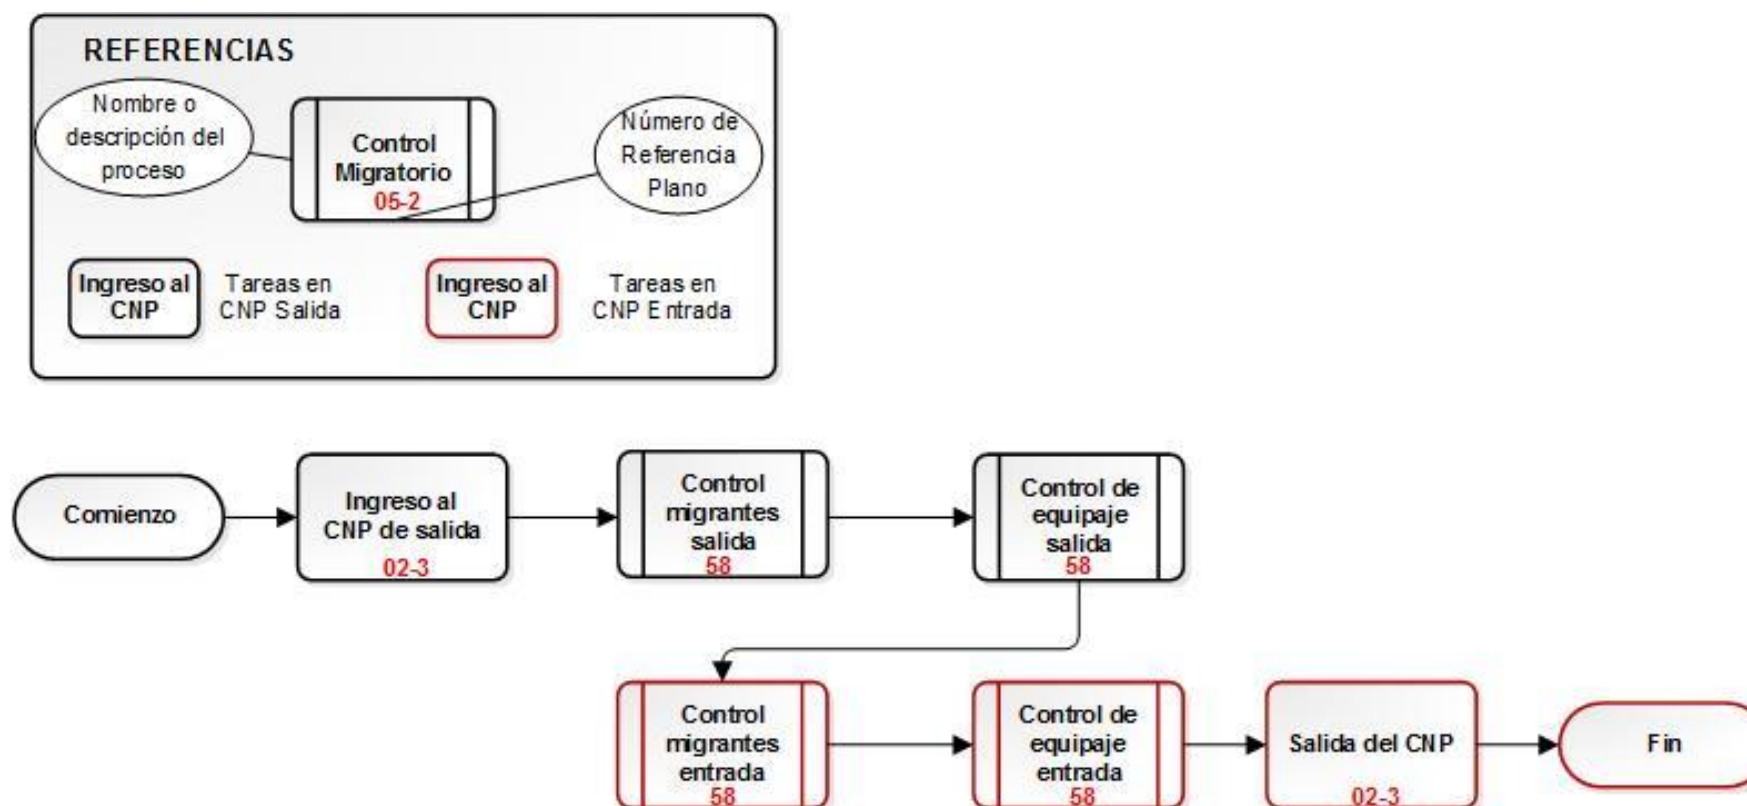 REFERENCIAS
Nombre o
descripción del
proceso
Control
Migratorio
05-2
Número de
Referencia
Plano
Ingreso al
CNP
Tareas en
CNP Salida
Ingreso al
CNP
Tareas en
CNP Entrada
Comienzo
Ingreso al
CNP de salida
02-3
Control
migrantes
salida
58
Control de
equipaje
salida
58
Control
migrantes
entrada
58
Control de
equipaje
entrada
58
Salida del CNP
02-3
Fin